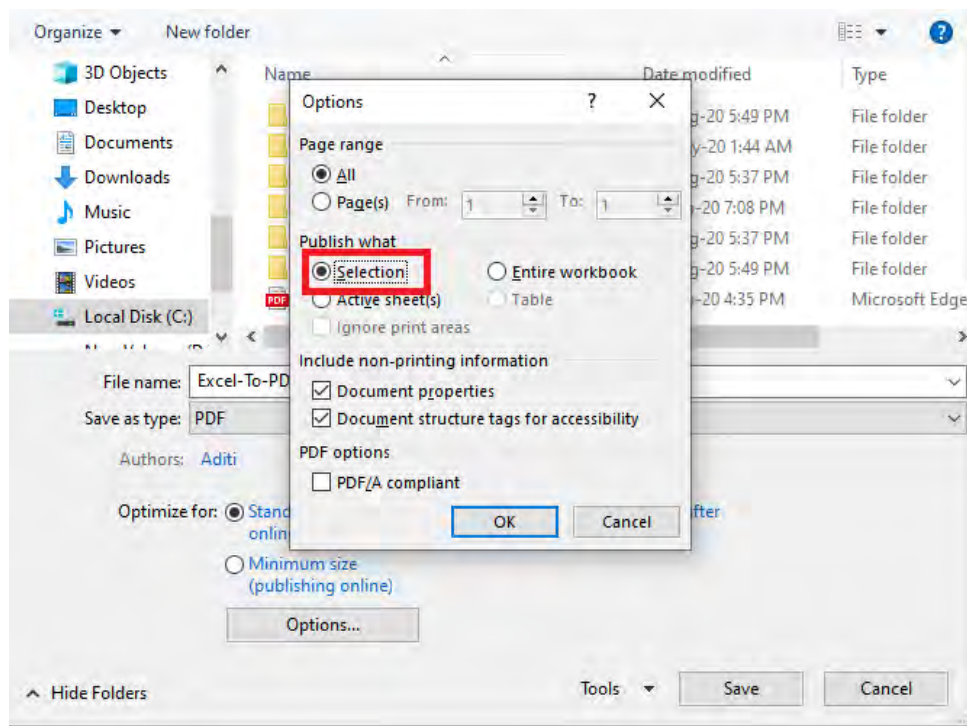 Organize New folder
?
3D Objects
Desktop
Documents
Downloads
Music
Pictures
Videos
Local Disk (C:)
Name Date modified Type
5:49 PM File folder
1:44 AM File folder
5:37 PM File folder
-20 7:08 PM File folder
5:37 PM File folder
5:49 PM File folder
PDF -20 4:35 PM Microsoft Edge
Options ?
Page range
All
Page(s) From: 1 To: 1
Publish what
Selection Entire workbook
Active sheet(s) Table
Ignore print areas
Include non-printing information
Document properties
Document structure tags for accessibility
PDF options
PDF/A compliant
OK Cancel
File name: Excel-To-PD
Save as type: PDF
Authors: Aditi
Optimize for: Stand
onlin
Minimum size
(publishing online)
Options...
Hide Folders Tools Save Cancel